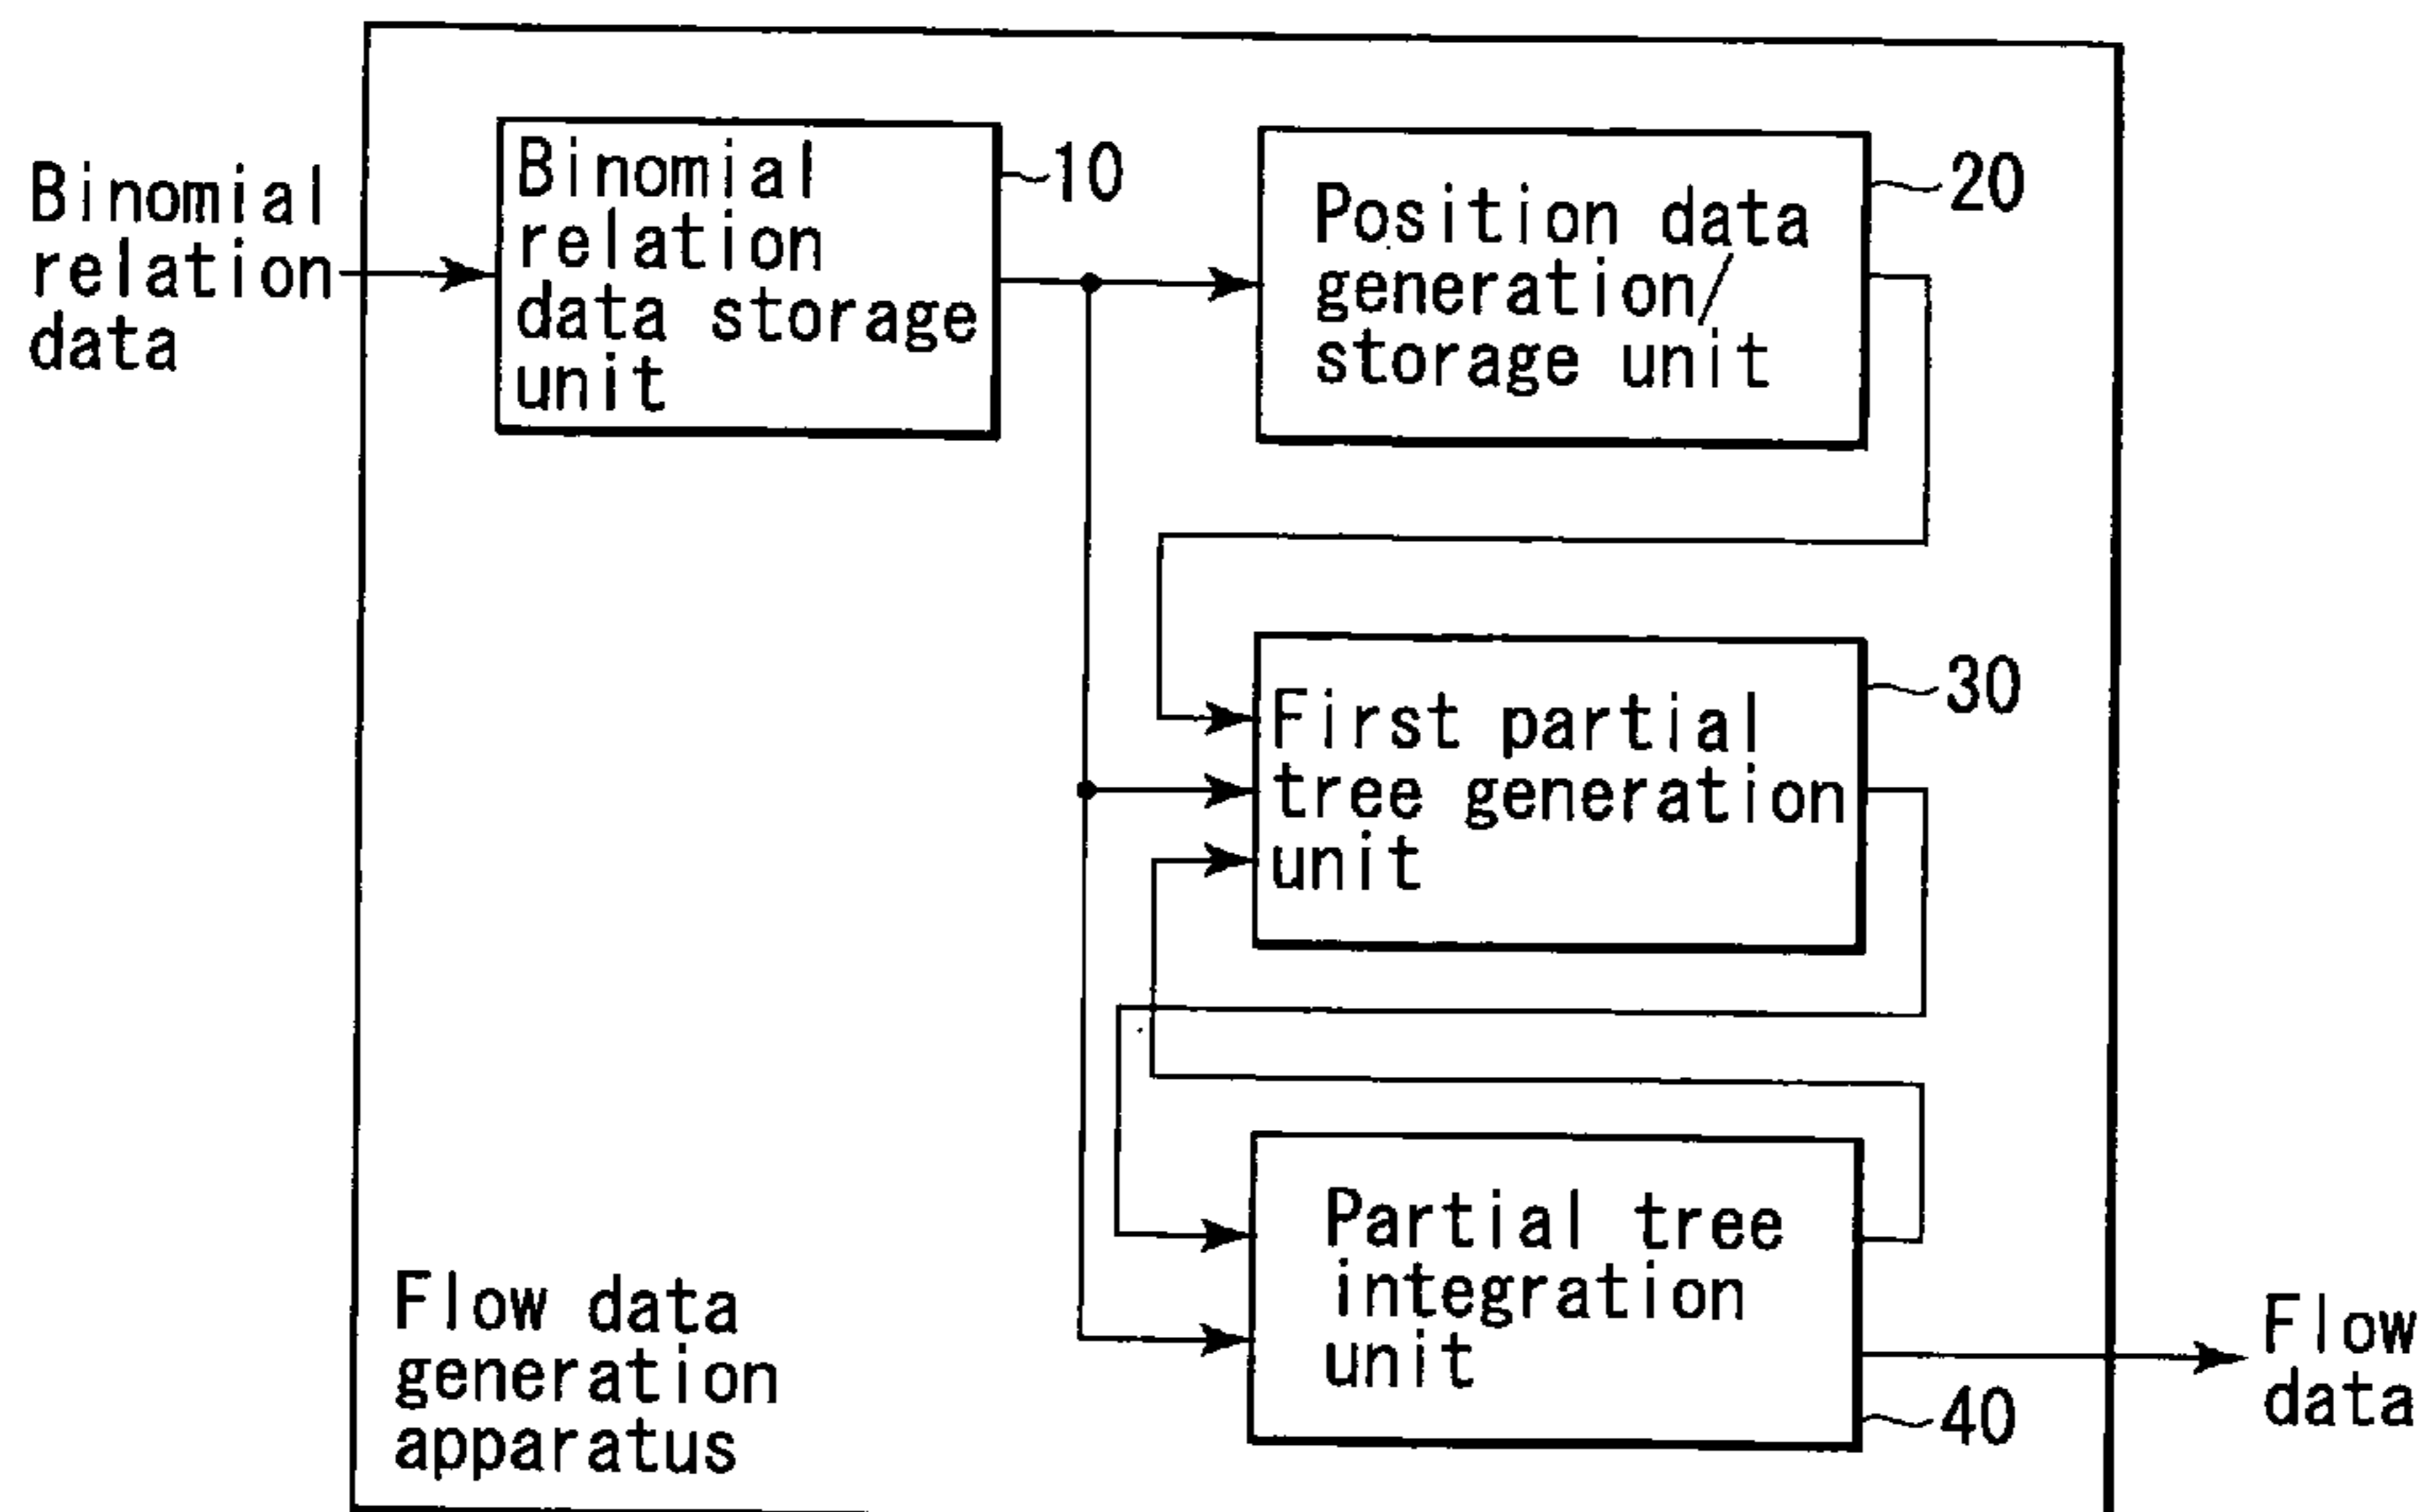 Binomial
relation
data
Binomial
relation
data storage
unit
10
Position data
generation/
storage unit
20
First partial
tree generation
unit
30
Partial tree
integration
unit
40
Flow data
generation
apparatus
Flow
data